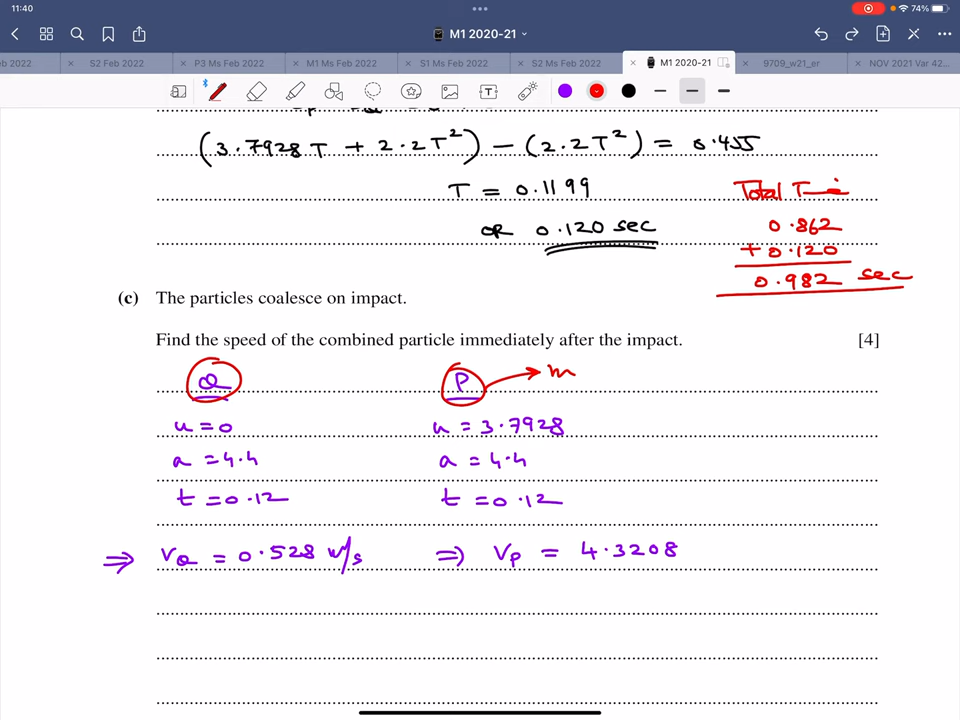 11:40
74%
M1 2020-21
eb 2022
S2 Feb 2022
P3 Ms Feb 2022
M1 Ms Feb 2022
S1 Ms Feb 2022
S2 Ms Feb 2022
M1 2020-21
9709_w21_er
NOV 2021 Var 42...
(3.7928T + 2.2T²) – (2.2T²) = 0.455
T = 0.1199
OR 0.120 sec
Total Time
0.862
+ 0.120
0.982 sec
(c) The particles coalesce on impact.
Find the speed of the combined particle immediately after the impact. [4]
Q P → m
u = 0 u = 3.7928
a = 4.4 a = 4.4
t = 0.12 t = 0.12
⇒ VQ = 0.528 m/s ⇒ VP = 4.3208